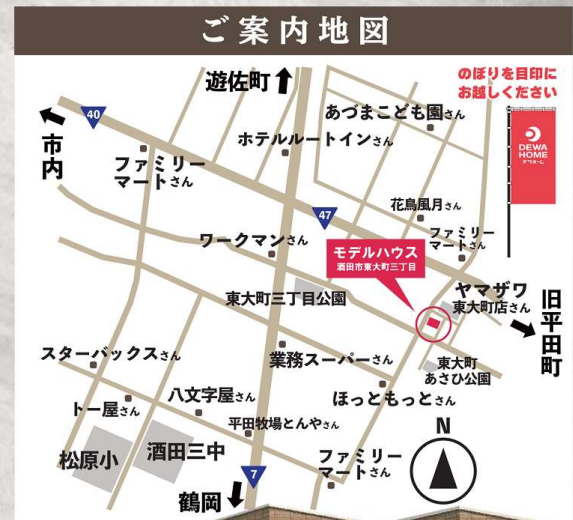 ご案内地図
のぼりを目印に
お越しください
遊佐町
あづまこども園さん
40
市内
ホテルルートインさん
DEWA
HOME
デワホーム
ファミリー
マートさん
47
花鳥風月さん
ワークマンさん
ファミリー
マートさん
モデルハウス
酒田市東大町三丁目
ヤマザワ
東大町店さん
東大町三丁目公園
旧平田町
スターバックスさん
業務スーパーさん
東大町
あさひ公園
トー屋さん
八文字屋さん
ほっともっとさん
平田牧場とんやさん
N
松原小
酒田三中
ファミリー
マートさん
7
鶴岡